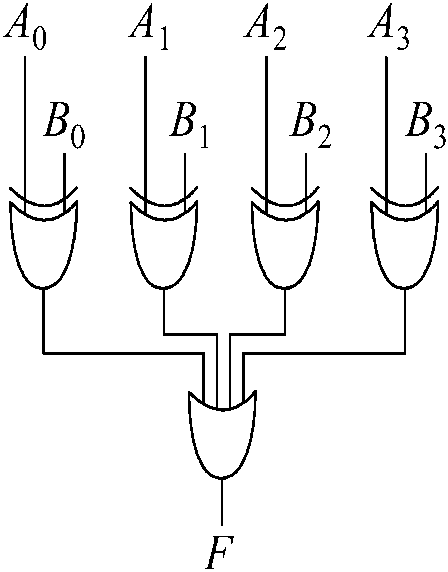 A₀ A₁ A₂ A₃
B₀ B₁ B₂ B₃
F